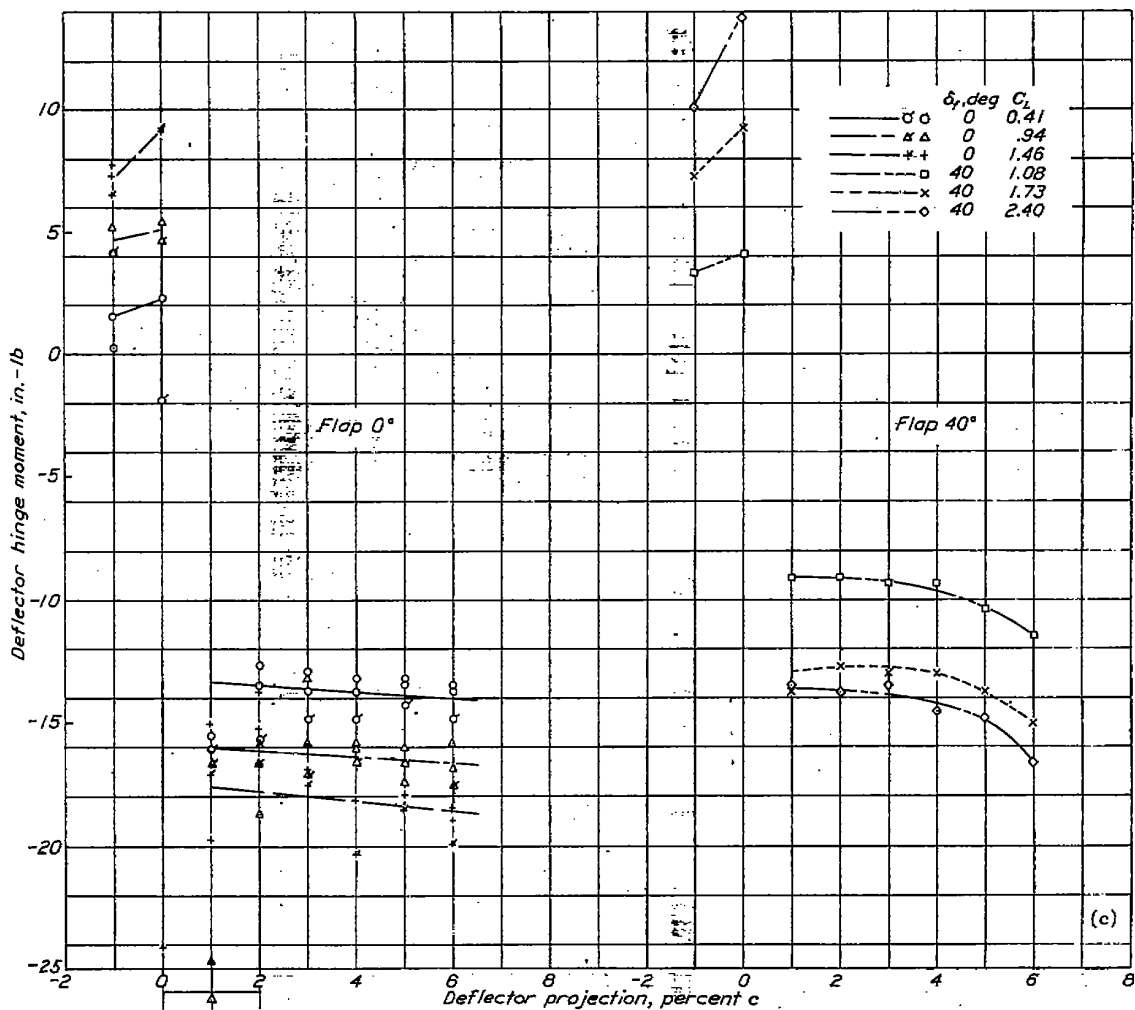 δf, deg CL
0 0.41
0 .94
0 1.46
40 1.08
40 1.73
40 2.40
10
5
0
-5
-10
-15
-20
-25
Deflector hinge moment, in.-lb
Flap 0°
Flap 40°
(c)
-2 0 2 4 6 8 -2 0 2 4 6 8
Deflector projection, percent c